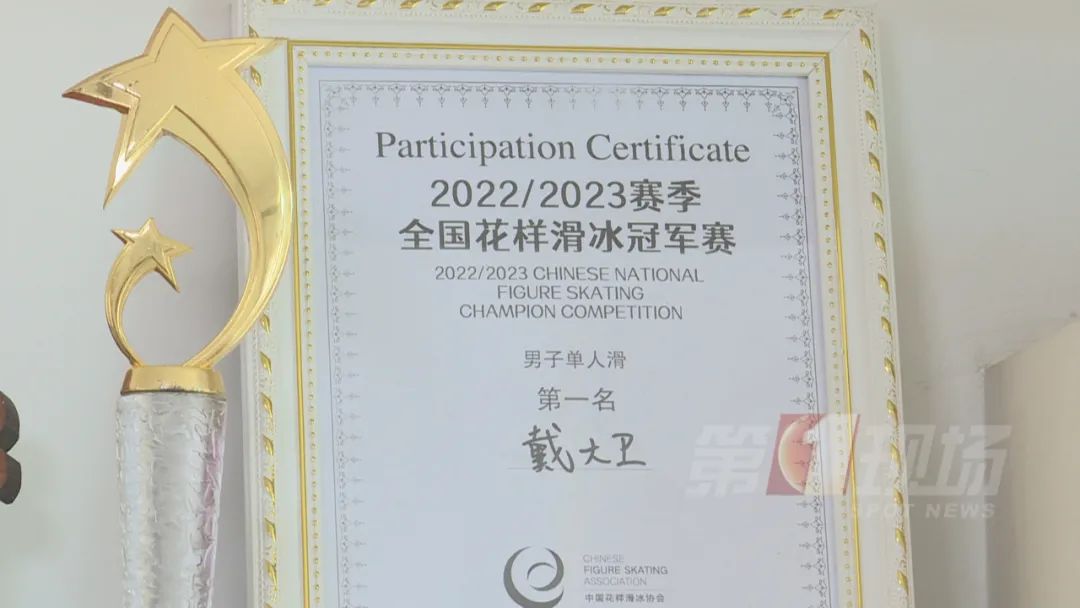 Participation Certificate
2022/2023赛季
全国花样滑冰冠军赛
2022/2023 CHINESE NATIONAL
FIGURE SKATING
CHAMPION COMPETITION
男子单人滑
第一名
戴大卫
第1现场
SPOT NEWS
CHINESE
FIGURE SKATING
ASSOCIATION
中国花样滑冰协会